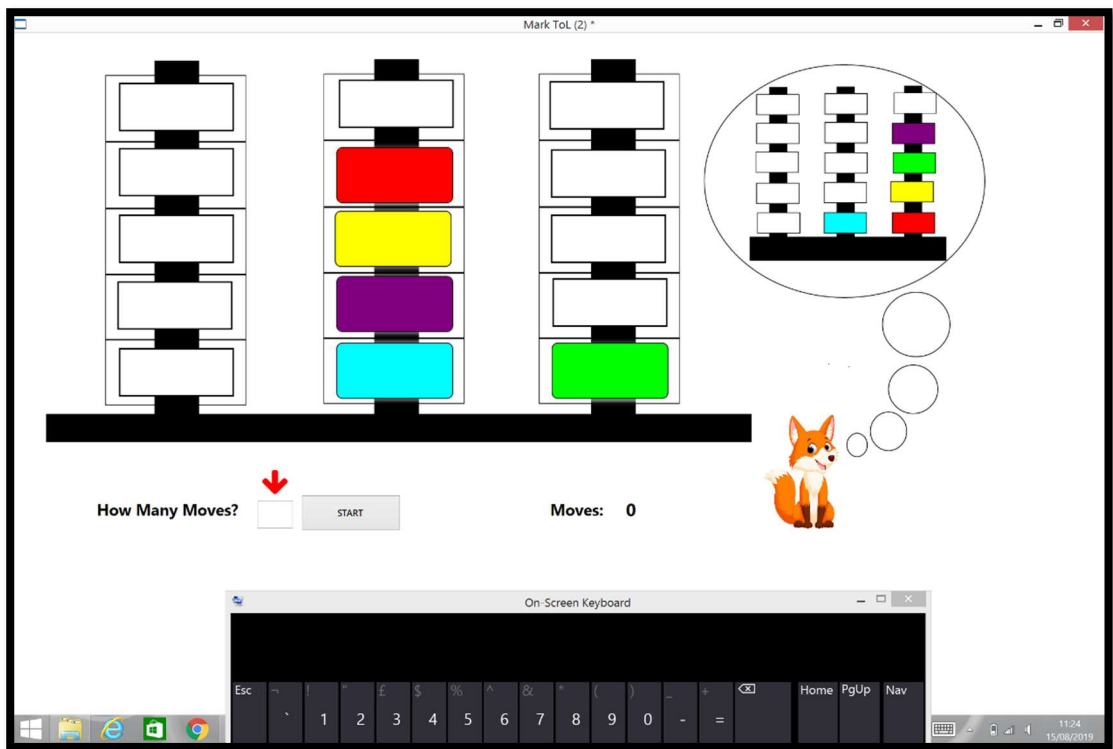 Mark ToL (2) *
How Many Moves?
START
Moves: 0
On-Screen Keyboard
Esc ¬ ! " £ $ % ^ & * ( ) _ + Home PgUp Nav
` 1 2 3 4 5 6 7 8 9 0 - =
11:24
15/08/2019